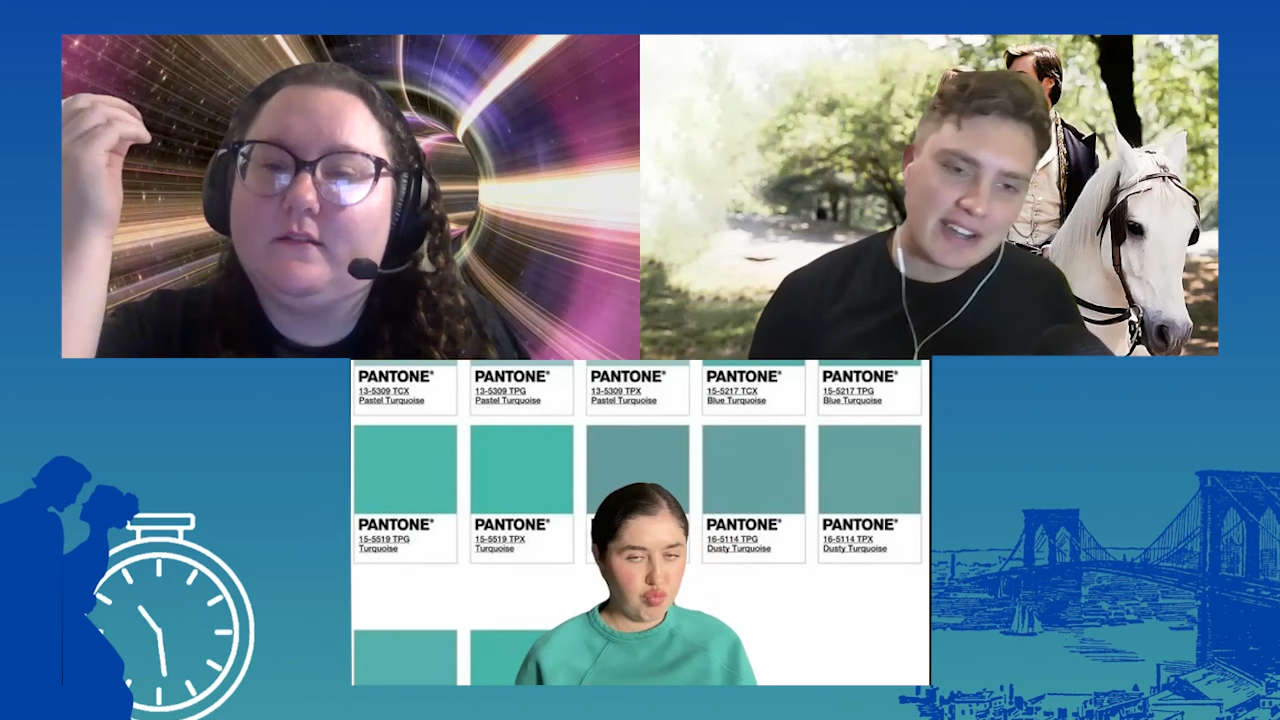 PANTONE®
13-5309 TCX
Pastel Turquoise
PANTONE®
13-5309 TPG
Pastel Turquoise
PANTONE®
13-5309 TPX
Pastel Turquoise
PANTONE®
15-5217 TCX
Blue Turquoise
PANTONE®
15-5217 TPG
Blue Turquoise
PANTONE®
15-5519 TPG
Turquoise
PANTONE®
15-5519 TPX
Turquoise
PANTONE®
16-5114 TPG
Dusty Turquoise
PANTONE®
16-5114 TPX
Dusty Turquoise